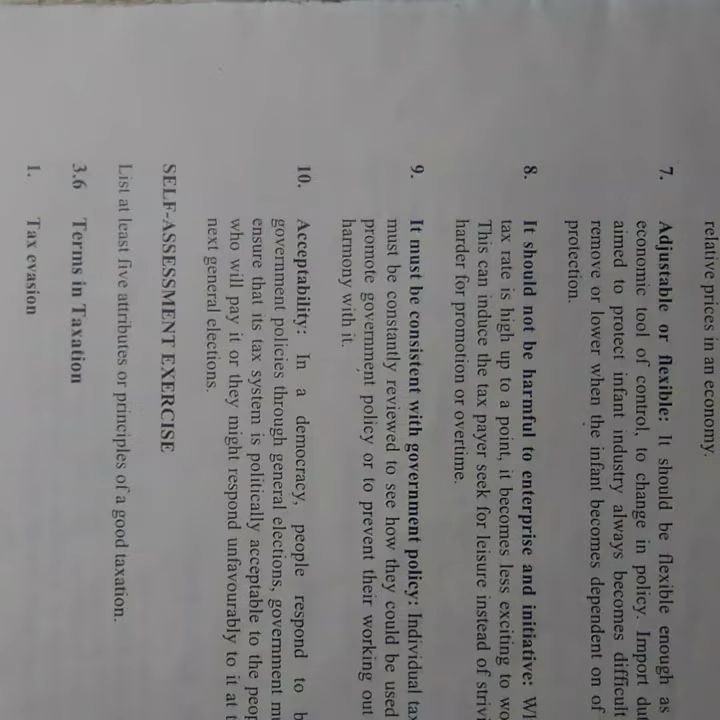 relative prices in an economy.
7. Adjustable or flexible: It should be flexible enough as
economic tool of control, to change in policy. Import du
aimed to protect infant industry always becomes difficult
remove or lower when the infant becomes dependent on of
protection.
8. It should not be harmful to enterprise and initiative: Wh
tax rate is high up to a point, it becomes less exciting to wo
This can induce the tax payer seek for leisure instead of strivi
harder for promotion or overtime.
9. It must be consistent with government policy: Individual tax
must be constantly reviewed to see how they could be used
promote government policy or to prevent their working out
harmony with it.
10. Acceptability: In a democracy, people respond to b
government policies through general elections, government mu
ensure that its tax system is politically acceptable to the peop
who will pay it or they might respond unfavourably to it at t
next general elections.
SELF-ASSESSMENT EXERCISE
List at least five attributes or principles of a good taxation.
3.6 Terms in Taxation
1. Tax evasion